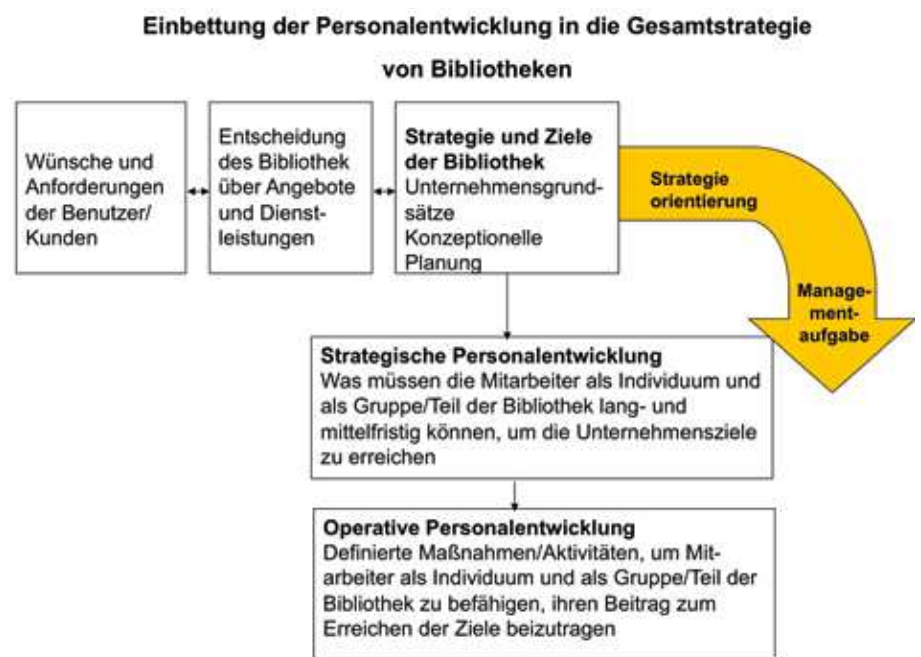 Einbettung der Personalentwicklung in die Gesamtstrategie
von Bibliotheken
Wünsche und
Anforderungen
der Benutzer/
Kunden
Entscheidung
des Bibliothek
über Angebote
und Dienst-
leistungen
Strategie und Ziele
der Bibliothek
Unternehmensgrund-
sätze
Konzeptionelle
Planung
Strategie
orientierung
Manage-
ment-
aufgabe
Strategische Personalentwicklung
Was müssen die Mitarbeiter als Individuum und
als Gruppe/Teil der Bibliothek lang- und
mittelfristig können, um die Unternehmensziele
zu erreichen
Operative Personalentwicklung
Definierte Maßnahmen/Aktivitäten, um Mit-
arbeiter als Individuum und als Gruppe/Teil der
Bibliothek zu befähigen, ihren Beitrag zum
Erreichen der Ziele beizutragen